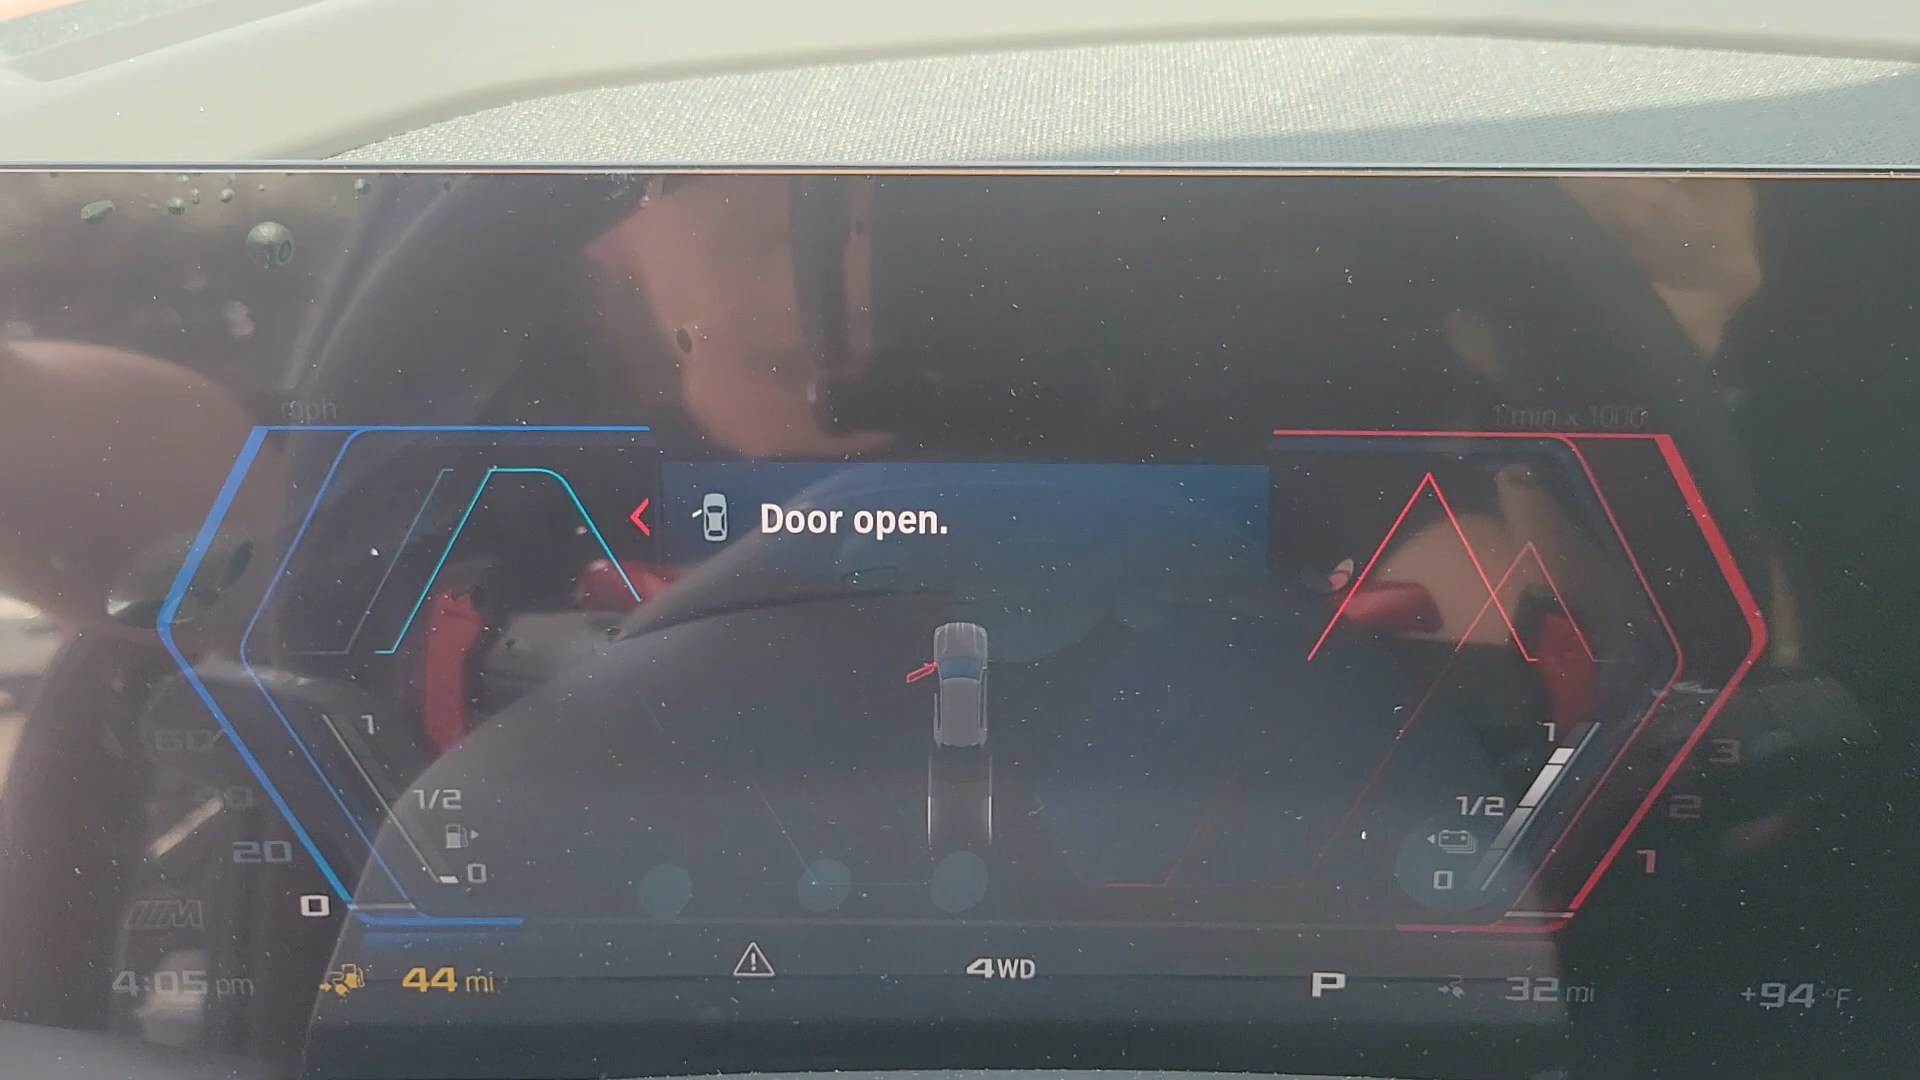 mph
1/min x 1000
Door open.
60
1
1
3
1/2
1/2
2
20
0
0
1
0
M
4:05 pm
44 mi
4WD
P
32 mi
+94 °F